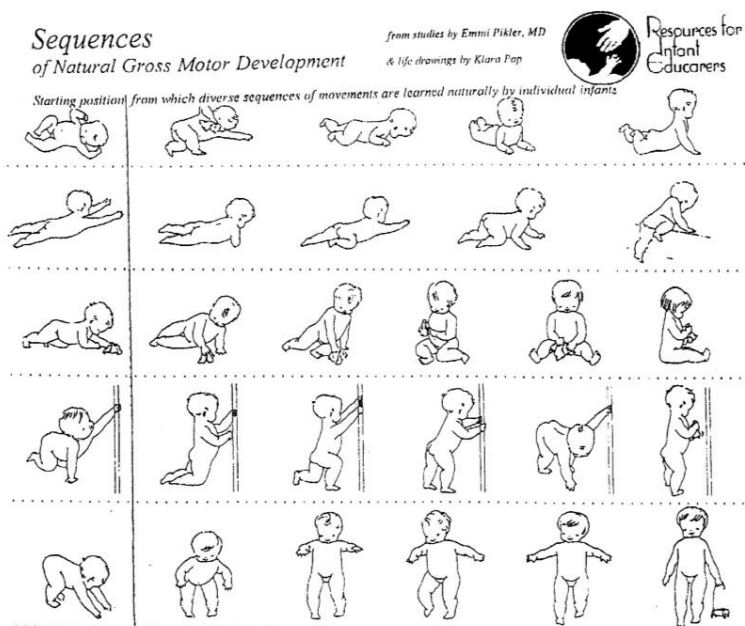 Sequences
of Natural Gross Motor Development
from studies by Emmi Pikler, MD
& life drawings by Klara Pap
Resources for
Infant
Educarers
Starting position from which diverse sequences of movements are learned naturally by individual infants